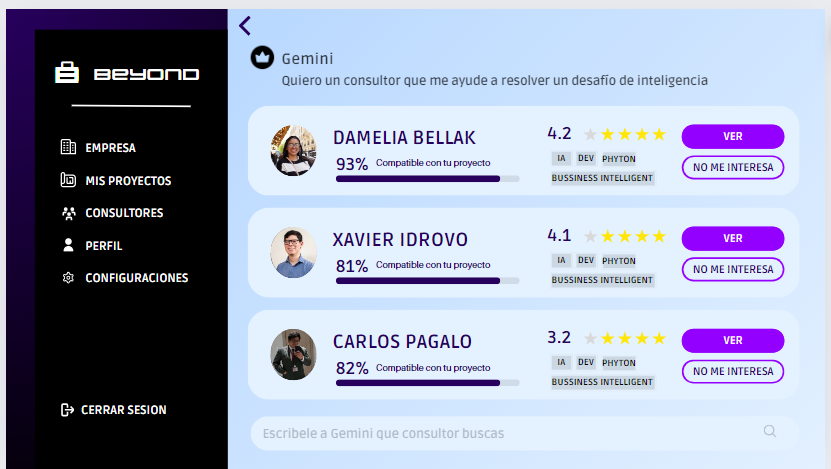 BEYOND
EMPRESA
MIS PROYECTOS
CONSULTORES
PERFIL
CONFIGURACIONES
CERRAR SESION
Gemini
Quiero un consultor que me ayude a resolver un desafío de inteligencia
DAMELIA BELLAK
93% Compatible con tu proyecto
4.2
IA DEV PHYTON
BUSSINESS INTELLIGENT
VER
NO ME INTERESA
XAVIER IDROVO
81% Compatible con tu proyecto
4.1
IA DEV PHYTON
BUSSINESS INTELLIGENT
VER
NO ME INTERESA
CARLOS PAGALO
82% Compatible con tu proyecto
3.2
IA DEV PHYTON
BUSSINESS INTELLIGENT
VER
NO ME INTERESA
Escribele a Gemini que consultor buscas